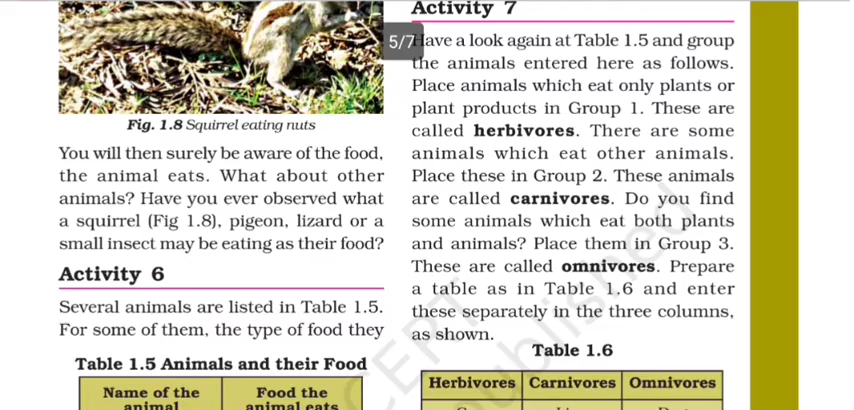 Fig. 1.8 Squirrel eating nuts
You will then surely be aware of the food,
the animal eats. What about other
animals? Have you ever observed what
a squirrel (Fig 1.8), pigeon, lizard or a
small insect may be eating as their food?
Activity 6
Several animals are listed in Table 1.5.
For some of them, the type of food they
Table 1.5 Animals and their Food
Name of the
animal
Food the
animal eats
Activity 7
5/7
Have a look again at Table 1.5 and group
the animals entered here as follows.
Place animals which eat only plants or
plant products in Group 1. These are
called herbivores. There are some
animals which eat other animals.
Place these in Group 2. These animals
are called carnivores. Do you find
some animals which eat both plants
and animals? Place them in Group 3.
These are called omnivores. Prepare
a table as in Table 1.6 and enter
these separately in the three columns,
as shown.
Table 1.6
Herbivores Carnivores Omnivores